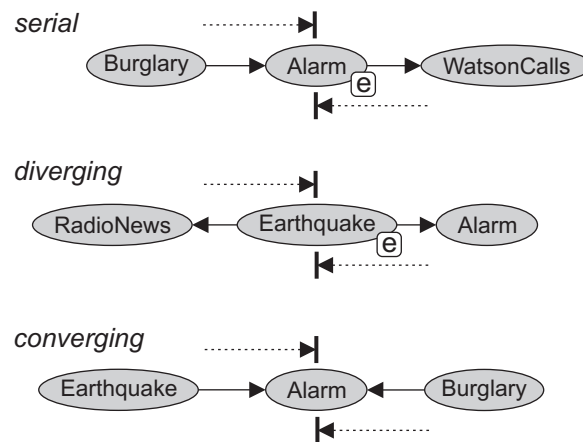 serial
Burglary Alarm WatsonCalls
e
diverging
RadioNews Earthquake Alarm
e
converging
Earthquake Alarm Burglary